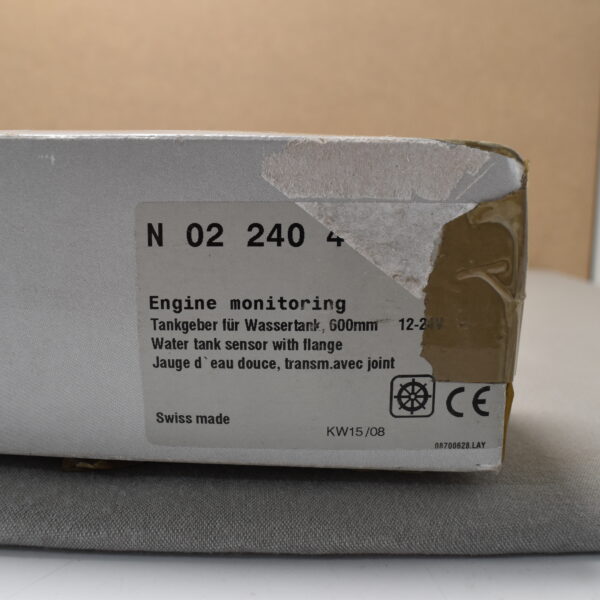 N 02 240 4
Engine monitoring
Tankgeber für Wassertank, 600mm 12-24V
Water tank sensor with flange
Jauge d`eau douce, transm.avec joint
CE
Swiss made
KW15/08
08700628.LAY